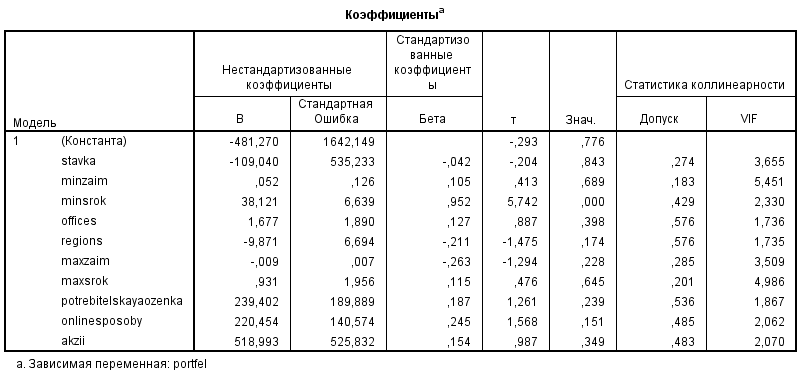 Коэффициентыa
Модель Нестандартизованные коэффициенты Стандартизованные коэффициенты т Знач. Статистика коллинеарности
B Стандартная Ошибка Бета Допуск VIF
1 (Константа) -481,270 1642,149 -,293 ,776
stavka -109,040 535,233 -,042 -,204 ,843 ,274 3,655
minzaim ,052 ,126 ,105 ,413 ,689 ,183 5,451
minsrok 38,121 6,639 ,952 5,742 ,000 ,429 2,330
offices 1,677 1,890 ,127 ,887 ,398 ,576 1,736
regions -9,871 6,694 -,211 -1,475 ,174 ,576 1,735
maxzaim -,009 ,007 -,263 -1,294 ,228 ,285 3,509
maxsrok ,931 1,956 ,115 ,476 ,645 ,201 4,986
potrebitelskayaozenka 239,402 189,889 ,187 1,261 ,239 ,536 1,867
onlinesposoby 220,454 140,574 ,245 1,568 ,151 ,485 2,062
akzii 518,993 525,832 ,154 ,987 ,349 ,483 2,070
a. Зависимая переменная: portfel